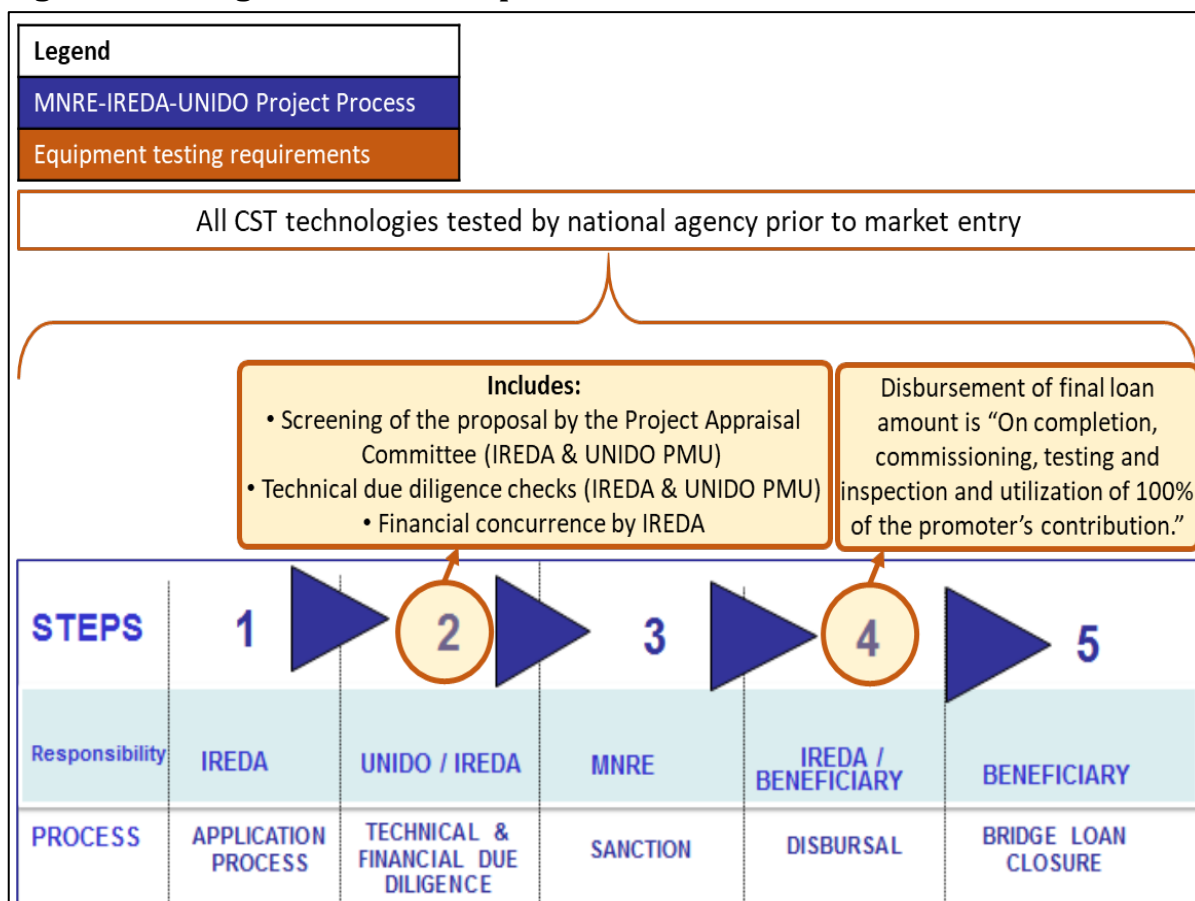 Legend
MNRE-IREDA-UNIDO Project Process
Equipment testing requirements
All CST technologies tested by national agency prior to market entry
Includes:
• Screening of the proposal by the Project Appraisal
Committee (IREDA & UNIDO PMU)
• Technical due diligence checks (IREDA & UNIDO PMU)
• Financial concurrence by IREDA
Disbursement of final loan
amount is “On completion,
commissioning, testing and
inspection and utilization of 100%
of the promoter’s contribution.”
STEPS 1 2 3 4 5
Responsibility IREDA UNIDO / IREDA MNRE IREDA / BENEFICIARY BENEFICIARY
PROCESS APPLICATION PROCESS TECHNICAL & FINANCIAL DUE DILIGENCE SANCTION DISBURSAL BRIDGE LOAN CLOSURE